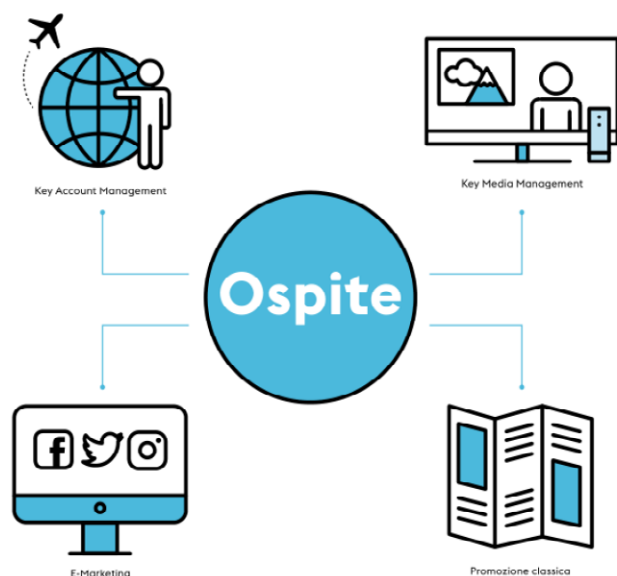 Key Account Management
Key Media Management
Ospite
E-Marketing
Promozione classica